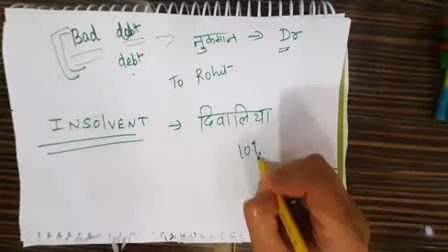 Bad debt → नुकसान → Dr
debt
To Rohit
INSOLVENT → दिवालिया
10%